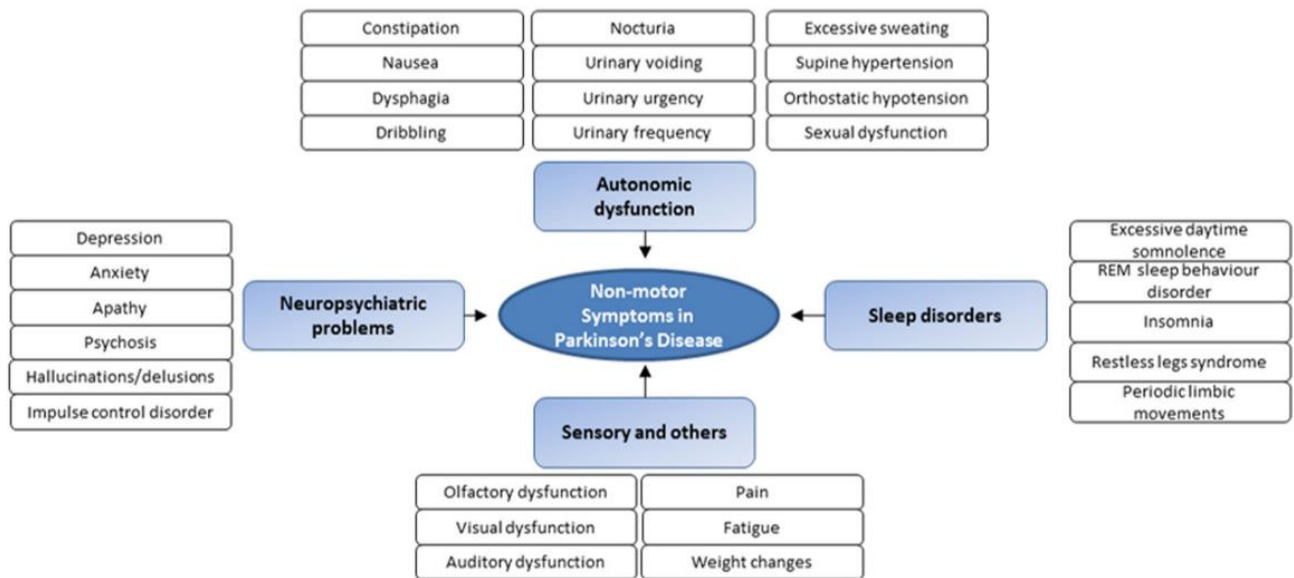 Constipation
Nocturia
Excessive sweating
Nausea
Urinary voiding
Supine hypertension
Dysphagia
Urinary urgency
Orthostatic hypotension
Dribbling
Urinary frequency
Sexual dysfunction
Autonomic
dysfunction
Depression
Anxiety
Apathy
Psychosis
Hallucinations/delusions
Impulse control disorder
Neuropsychiatric
problems
Non-motor
Symptoms in
Parkinson's Disease
Sleep disorders
Excessive daytime
somnolence
REM sleep behaviour
disorder
Insomnia
Restless legs syndrome
Periodic limbic
movements
Sensory and others
Olfactory dysfunction
Pain
Visual dysfunction
Fatigue
Auditory dysfunction
Weight changes